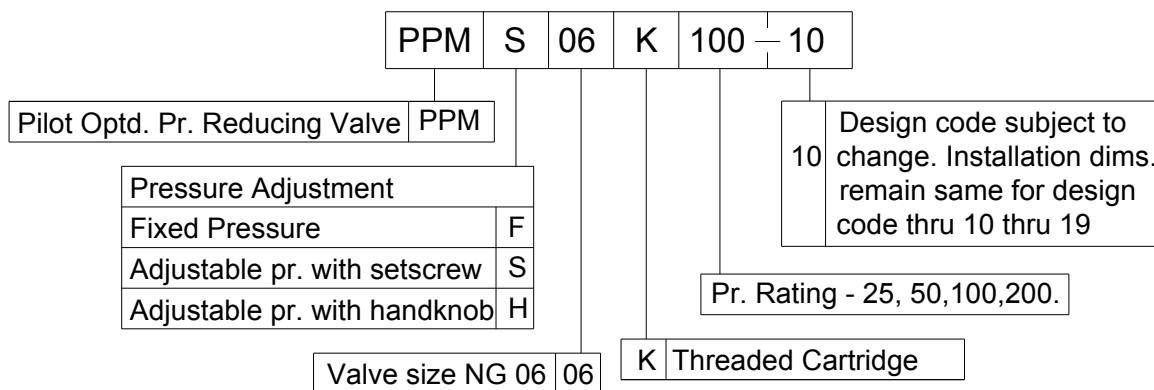 PPM S 06 K 100 — 10
Pilot Optd. Pr. Reducing Valve PPM
Pressure Adjustment
Fixed Pressure F
Adjustable pr. with setscrew S
Adjustable pr. with handknob H
Valve size NG 06 06
K Threaded Cartridge
Pr. Rating - 25, 50,100,200.
10
Design code subject to
change. Installation dims.
remain same for design
code thru 10 thru 19